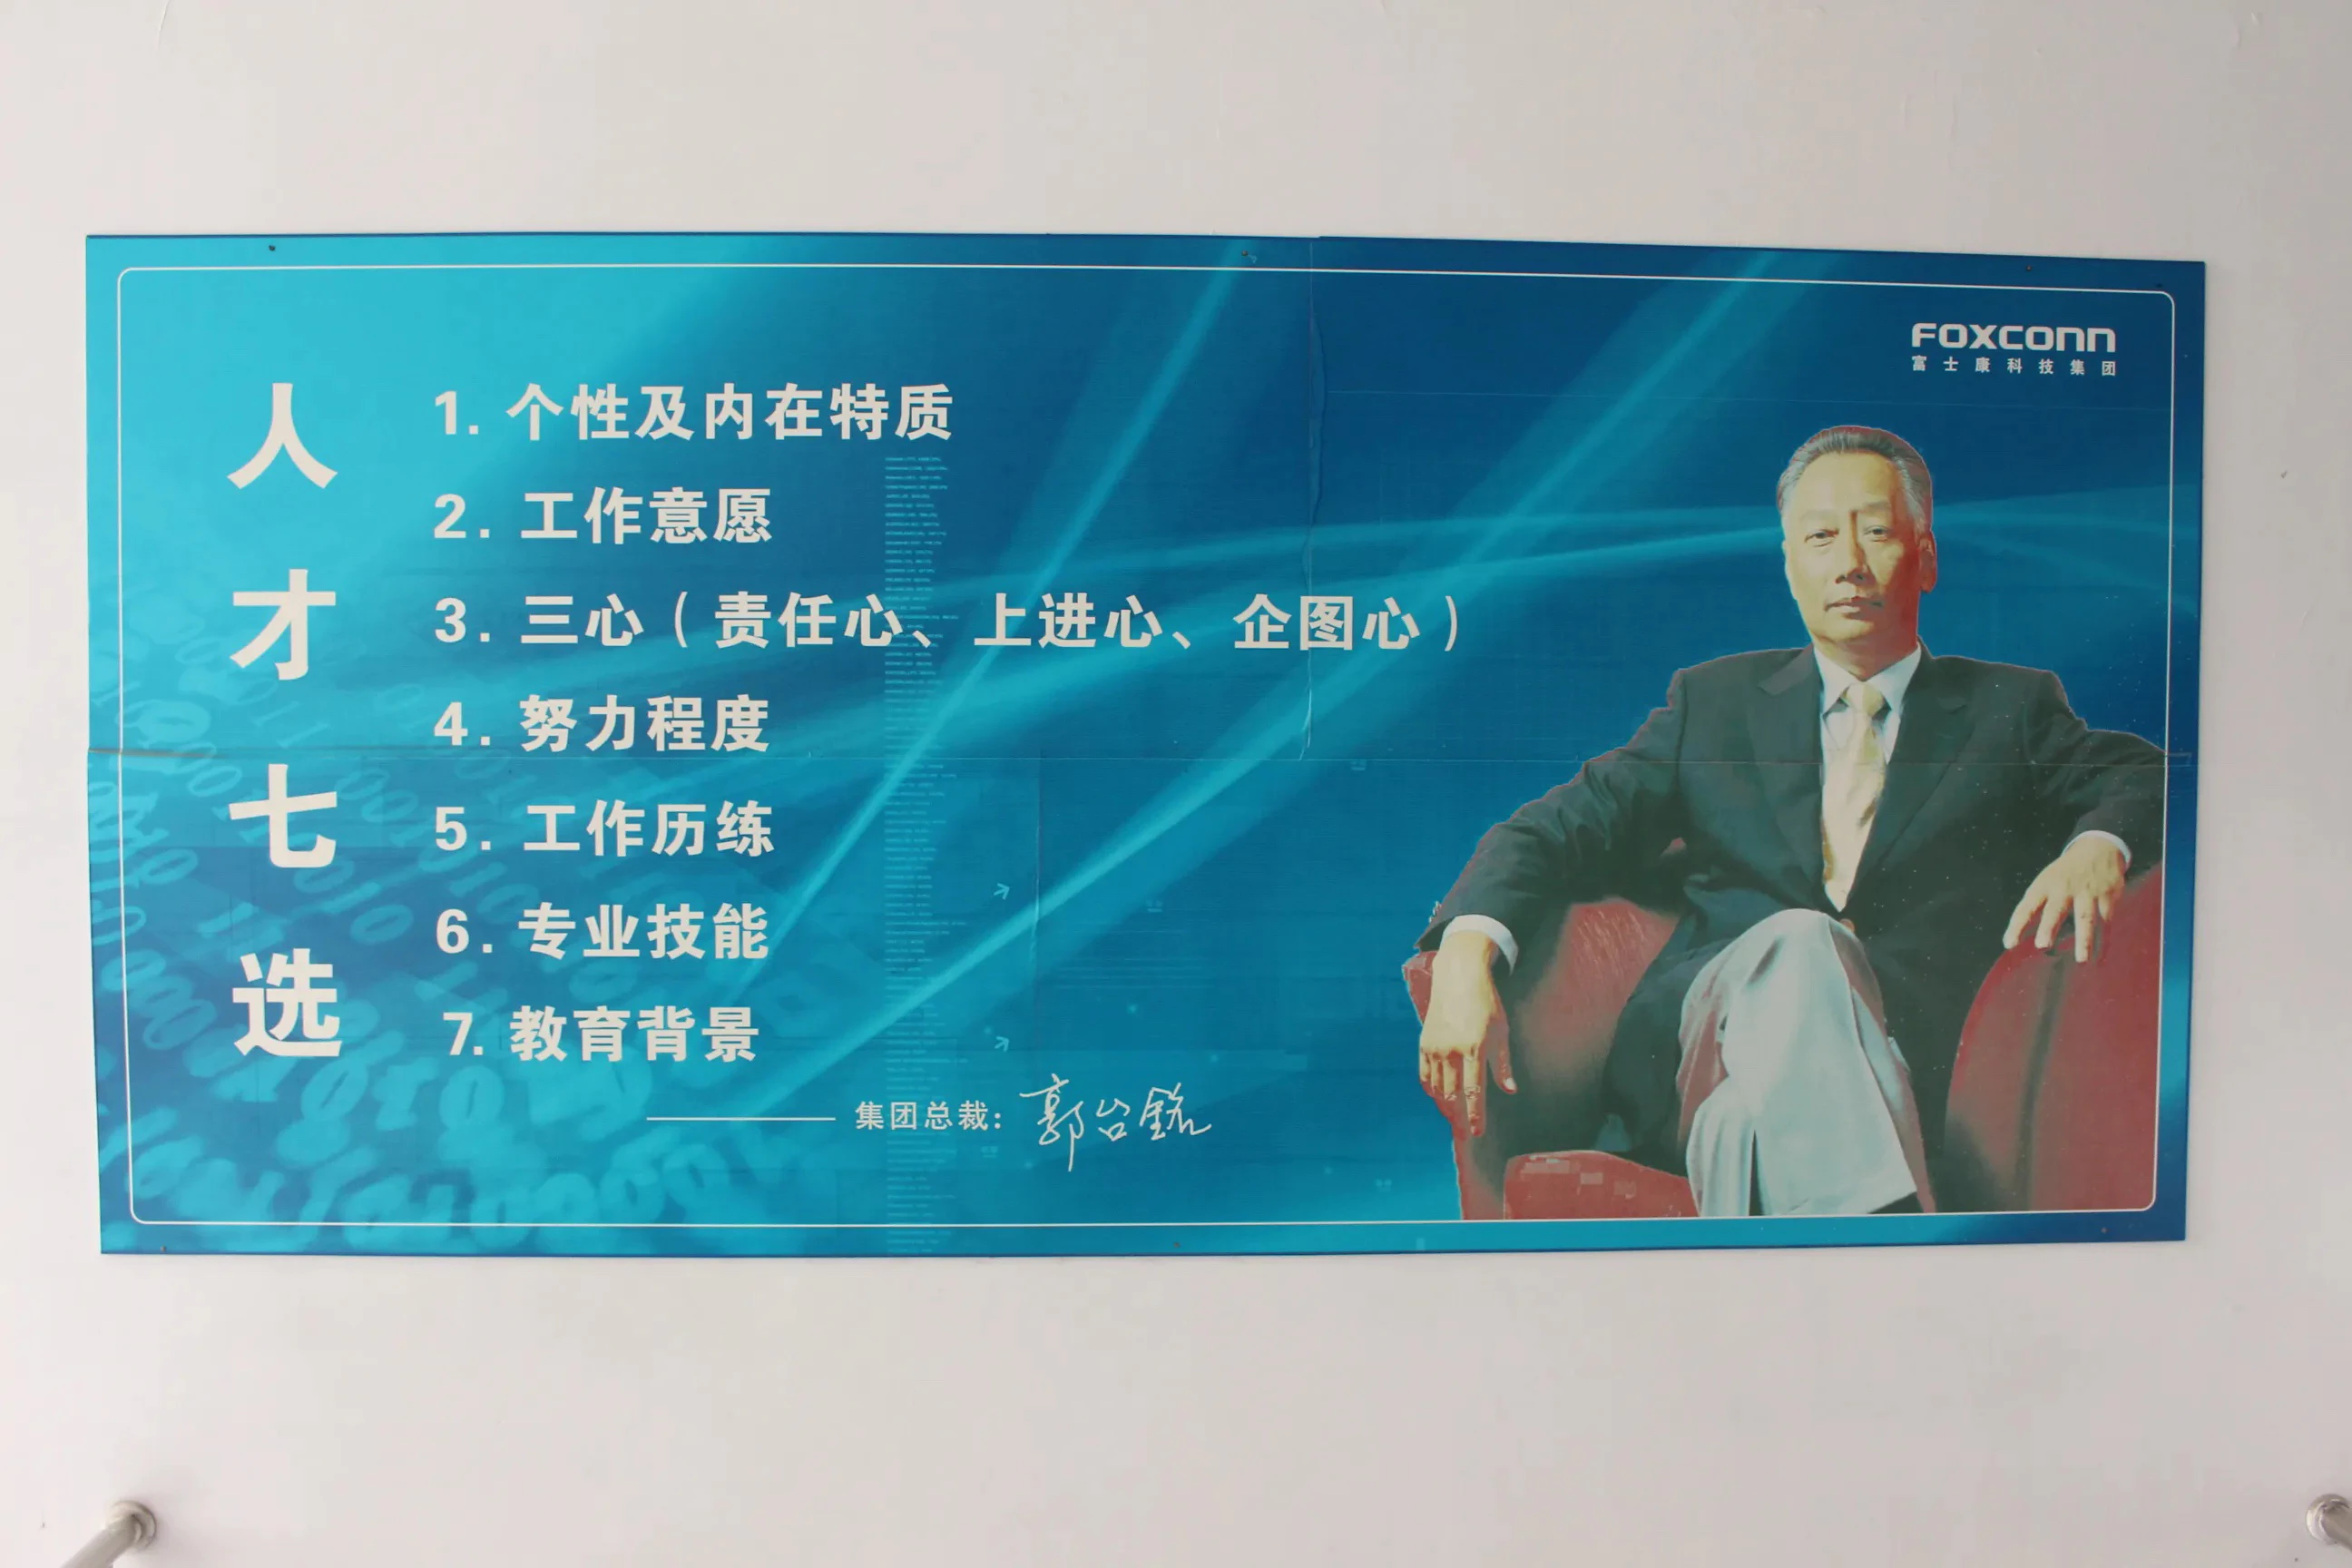 FOXCONN
富士康科技集团
人才七选
1. 个性及内在特质
2. 工作意愿
3. 三心（责任心、上进心、企图心）
4. 努力程度
5. 工作历练
6. 专业技能
7. 教育背景
集团总裁: 郭台銘